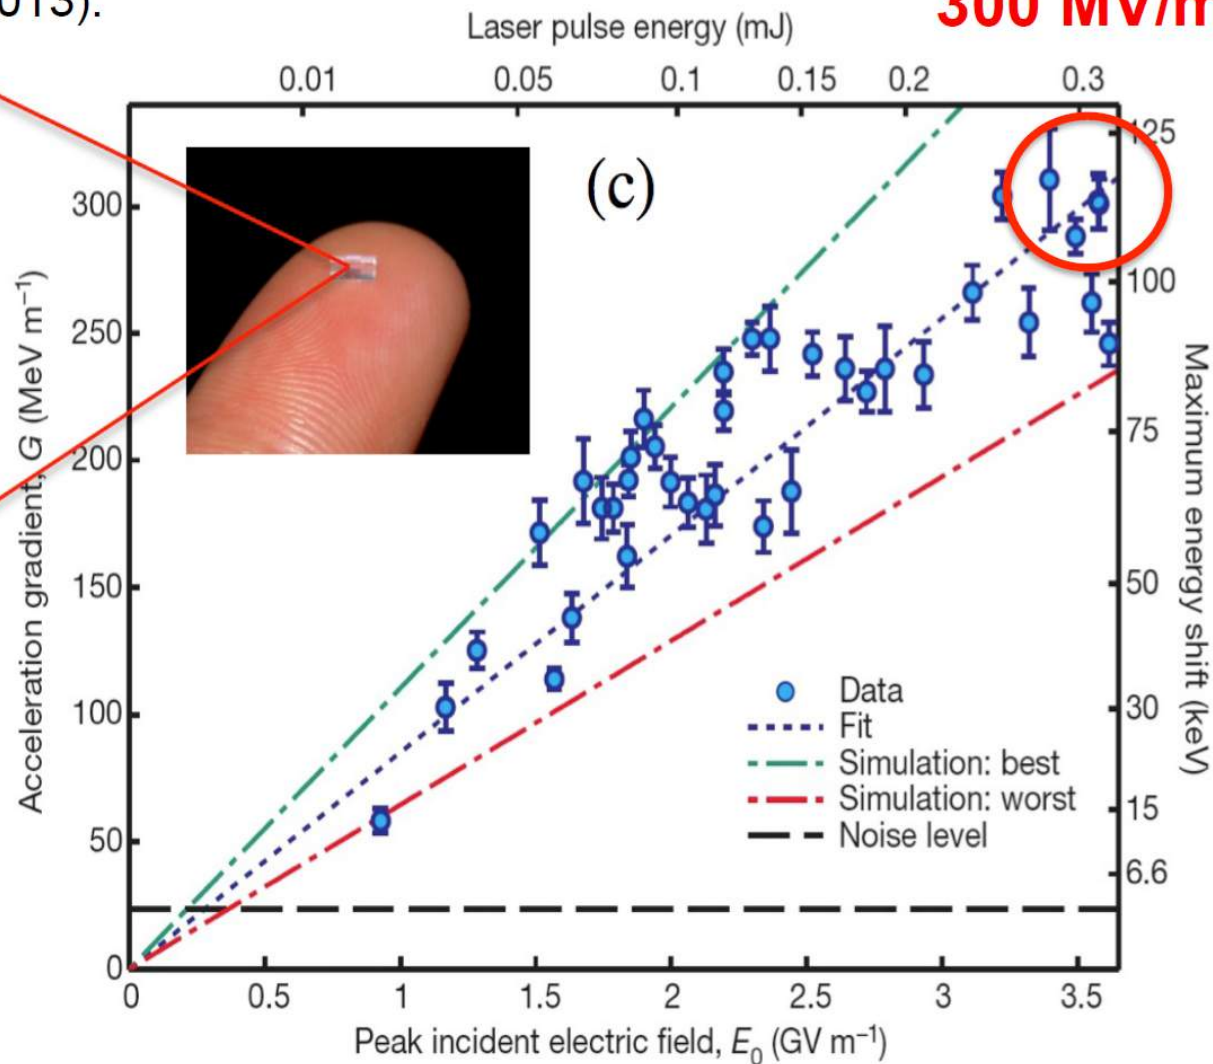 013).
300 MV/m
Laser pulse energy (mJ)
0.01 0.05 0.1 0.15 0.2 0.3
(c)
Acceleration gradient, G (MeV m⁻¹)
300
250
200
150
100
50
0
125
100
75
50
30
15
6.6
Maximum energy shift (keV)
Data
Fit
Simulation: best
Simulation: worst
Noise level
0 0.5 1 1.5 2 2.5 3 3.5
Peak incident electric field, E₀ (GV m⁻¹)